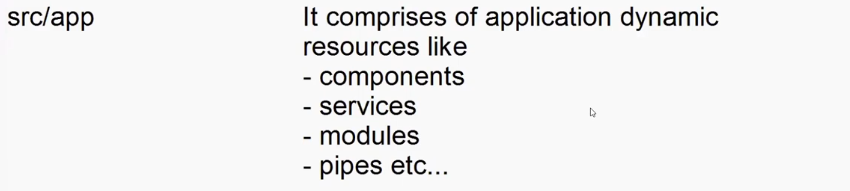 src/app It comprises of application dynamic
resources like
- components
- services
- modules
- pipes etc...